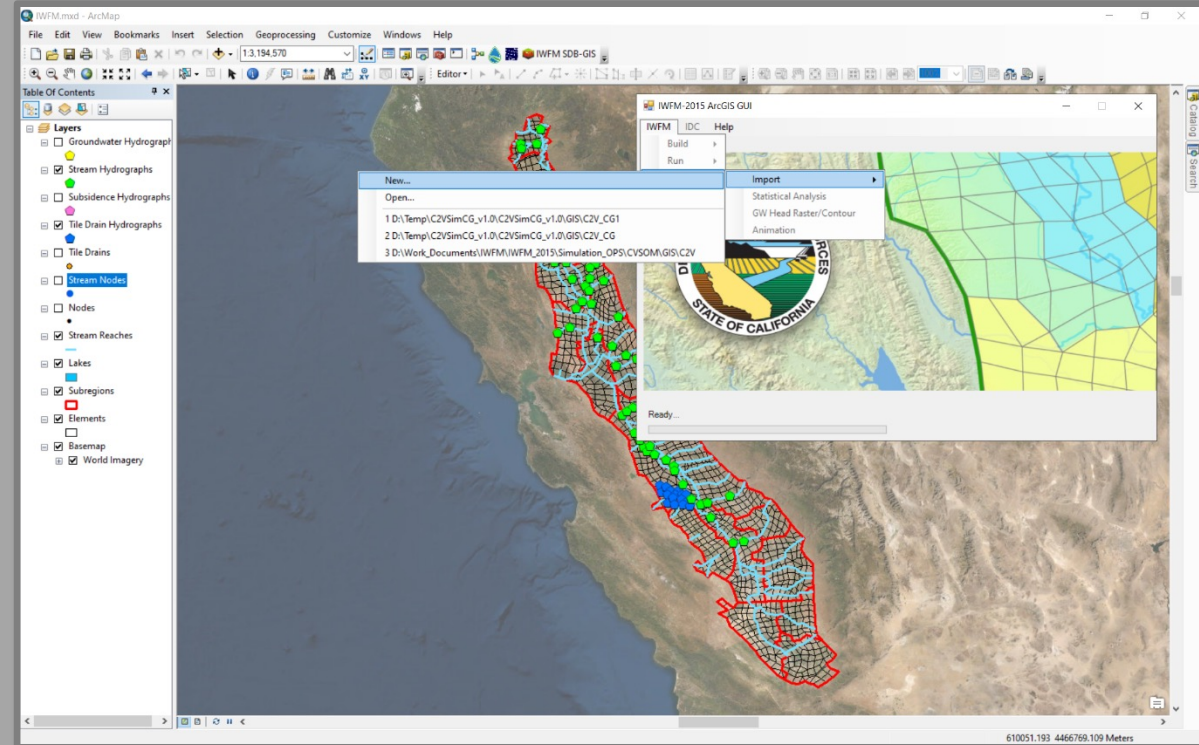 IWFM.mxd - ArcMap
File Edit View Bookmarks Insert Selection Geoprocessing Customize Windows Help
1:3,194,570
IWFM SDB-GIS
Editor
Table Of Contents
Layers
Groundwater Hydrograph
Stream Hydrographs
Subsidence Hydrographs
Tile Drain Hydrographs
Tile Drains
Stream Nodes
Nodes
Stream Reaches
Lakes
Subregions
Elements
Basemap
World Imagery
IWFM-2015 ArcGIS GUI
IWFM IDC Help
Build
Run
Import
Statistical Analysis
GW Head Raster/Contour
Animation
New...
Open...
1 D:\Temp\C2VSimCG_v1.0\C2VSimCG_v1.0\GIS\C2V_CG1
2 D:\Temp\C2VSimCG_v1.0\C2VSimCG_v1.0\GIS\C2V_CG
3 D:\Work_Documents\IWFM\IWFM_2015\Simulation_OPS\CVSOM\GIS\C2V
STATE OF CALIFORNIA
Ready...
Catalog
Search
610051.193 4466769.109 Meters